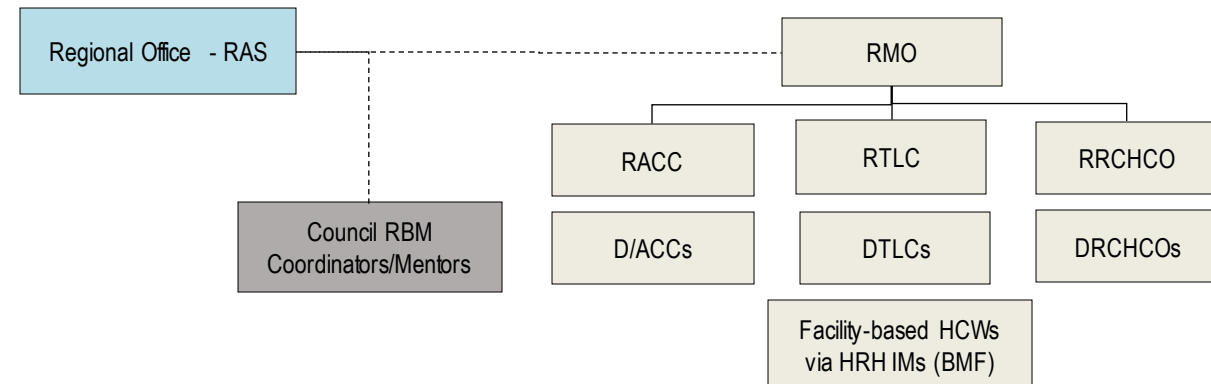 Regional Office - RAS
RMO
RACC
RTLC
RRCHCO
Council RBM
Coordinators/Mentors
D/ACCs
DTLCs
DRCHCOs
Facility-based HCWs
via HRH IMs (BMF)